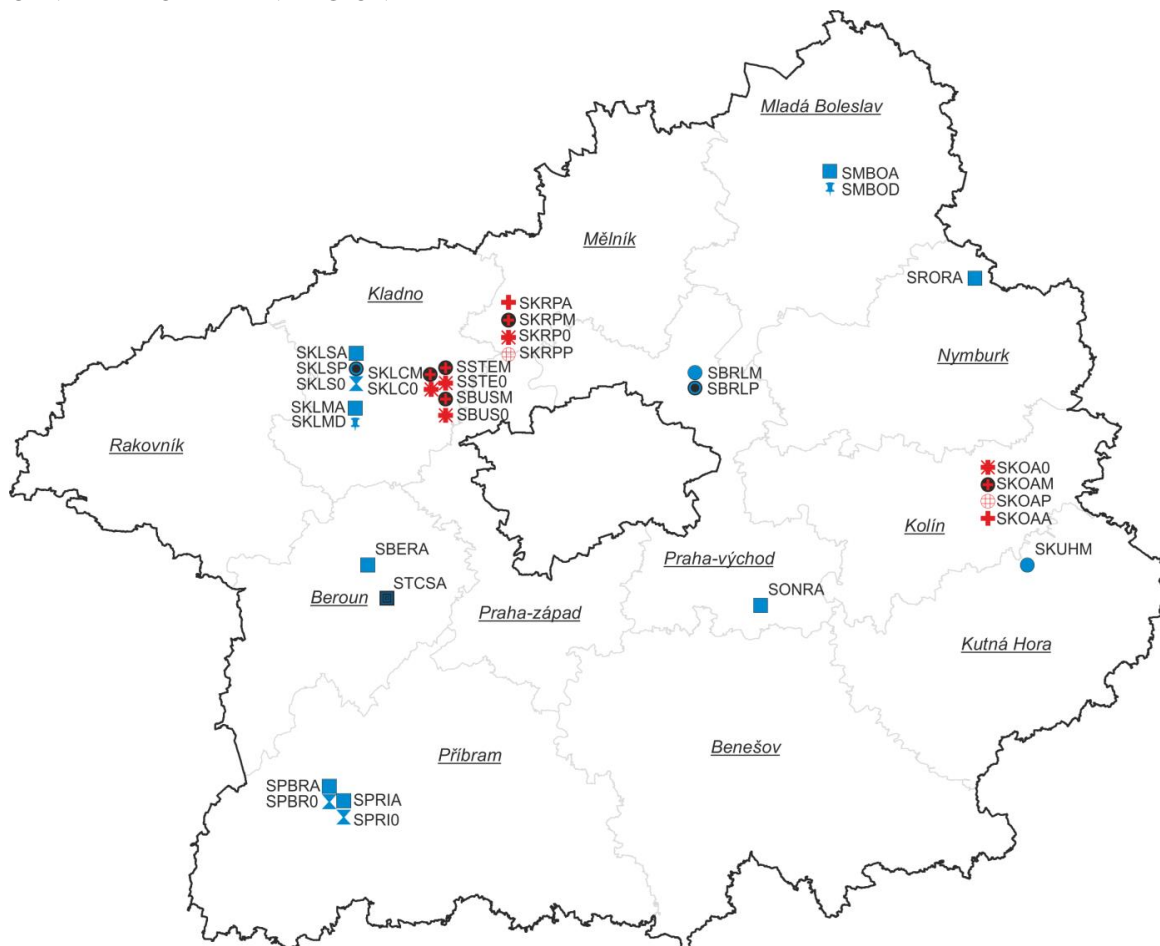 Mladá Boleslav
SMBOA
SMBOD
Mělník
SRORA
Kladno
SKRPA
SKRPM
SKRP0
SKRPP
Nymburk
SKLSA
SKLSP
SKLS0
SKLCM
SKLC0
SSTEM
SSTE0
SBUSM
SBUS0
SBRLM
SBRLP
SKLMA
SKLMD
Rakovník
SKOA0
SKOAM
SKOAP
SKOAA
Kolín
SBERA
STCSA
Beroun
Praha-západ
Praha-východ
SONRA
SKUHM
Kutná Hora
Příbram
Benešov
SPBRA
SPBR0
SPRIA
SPRI0